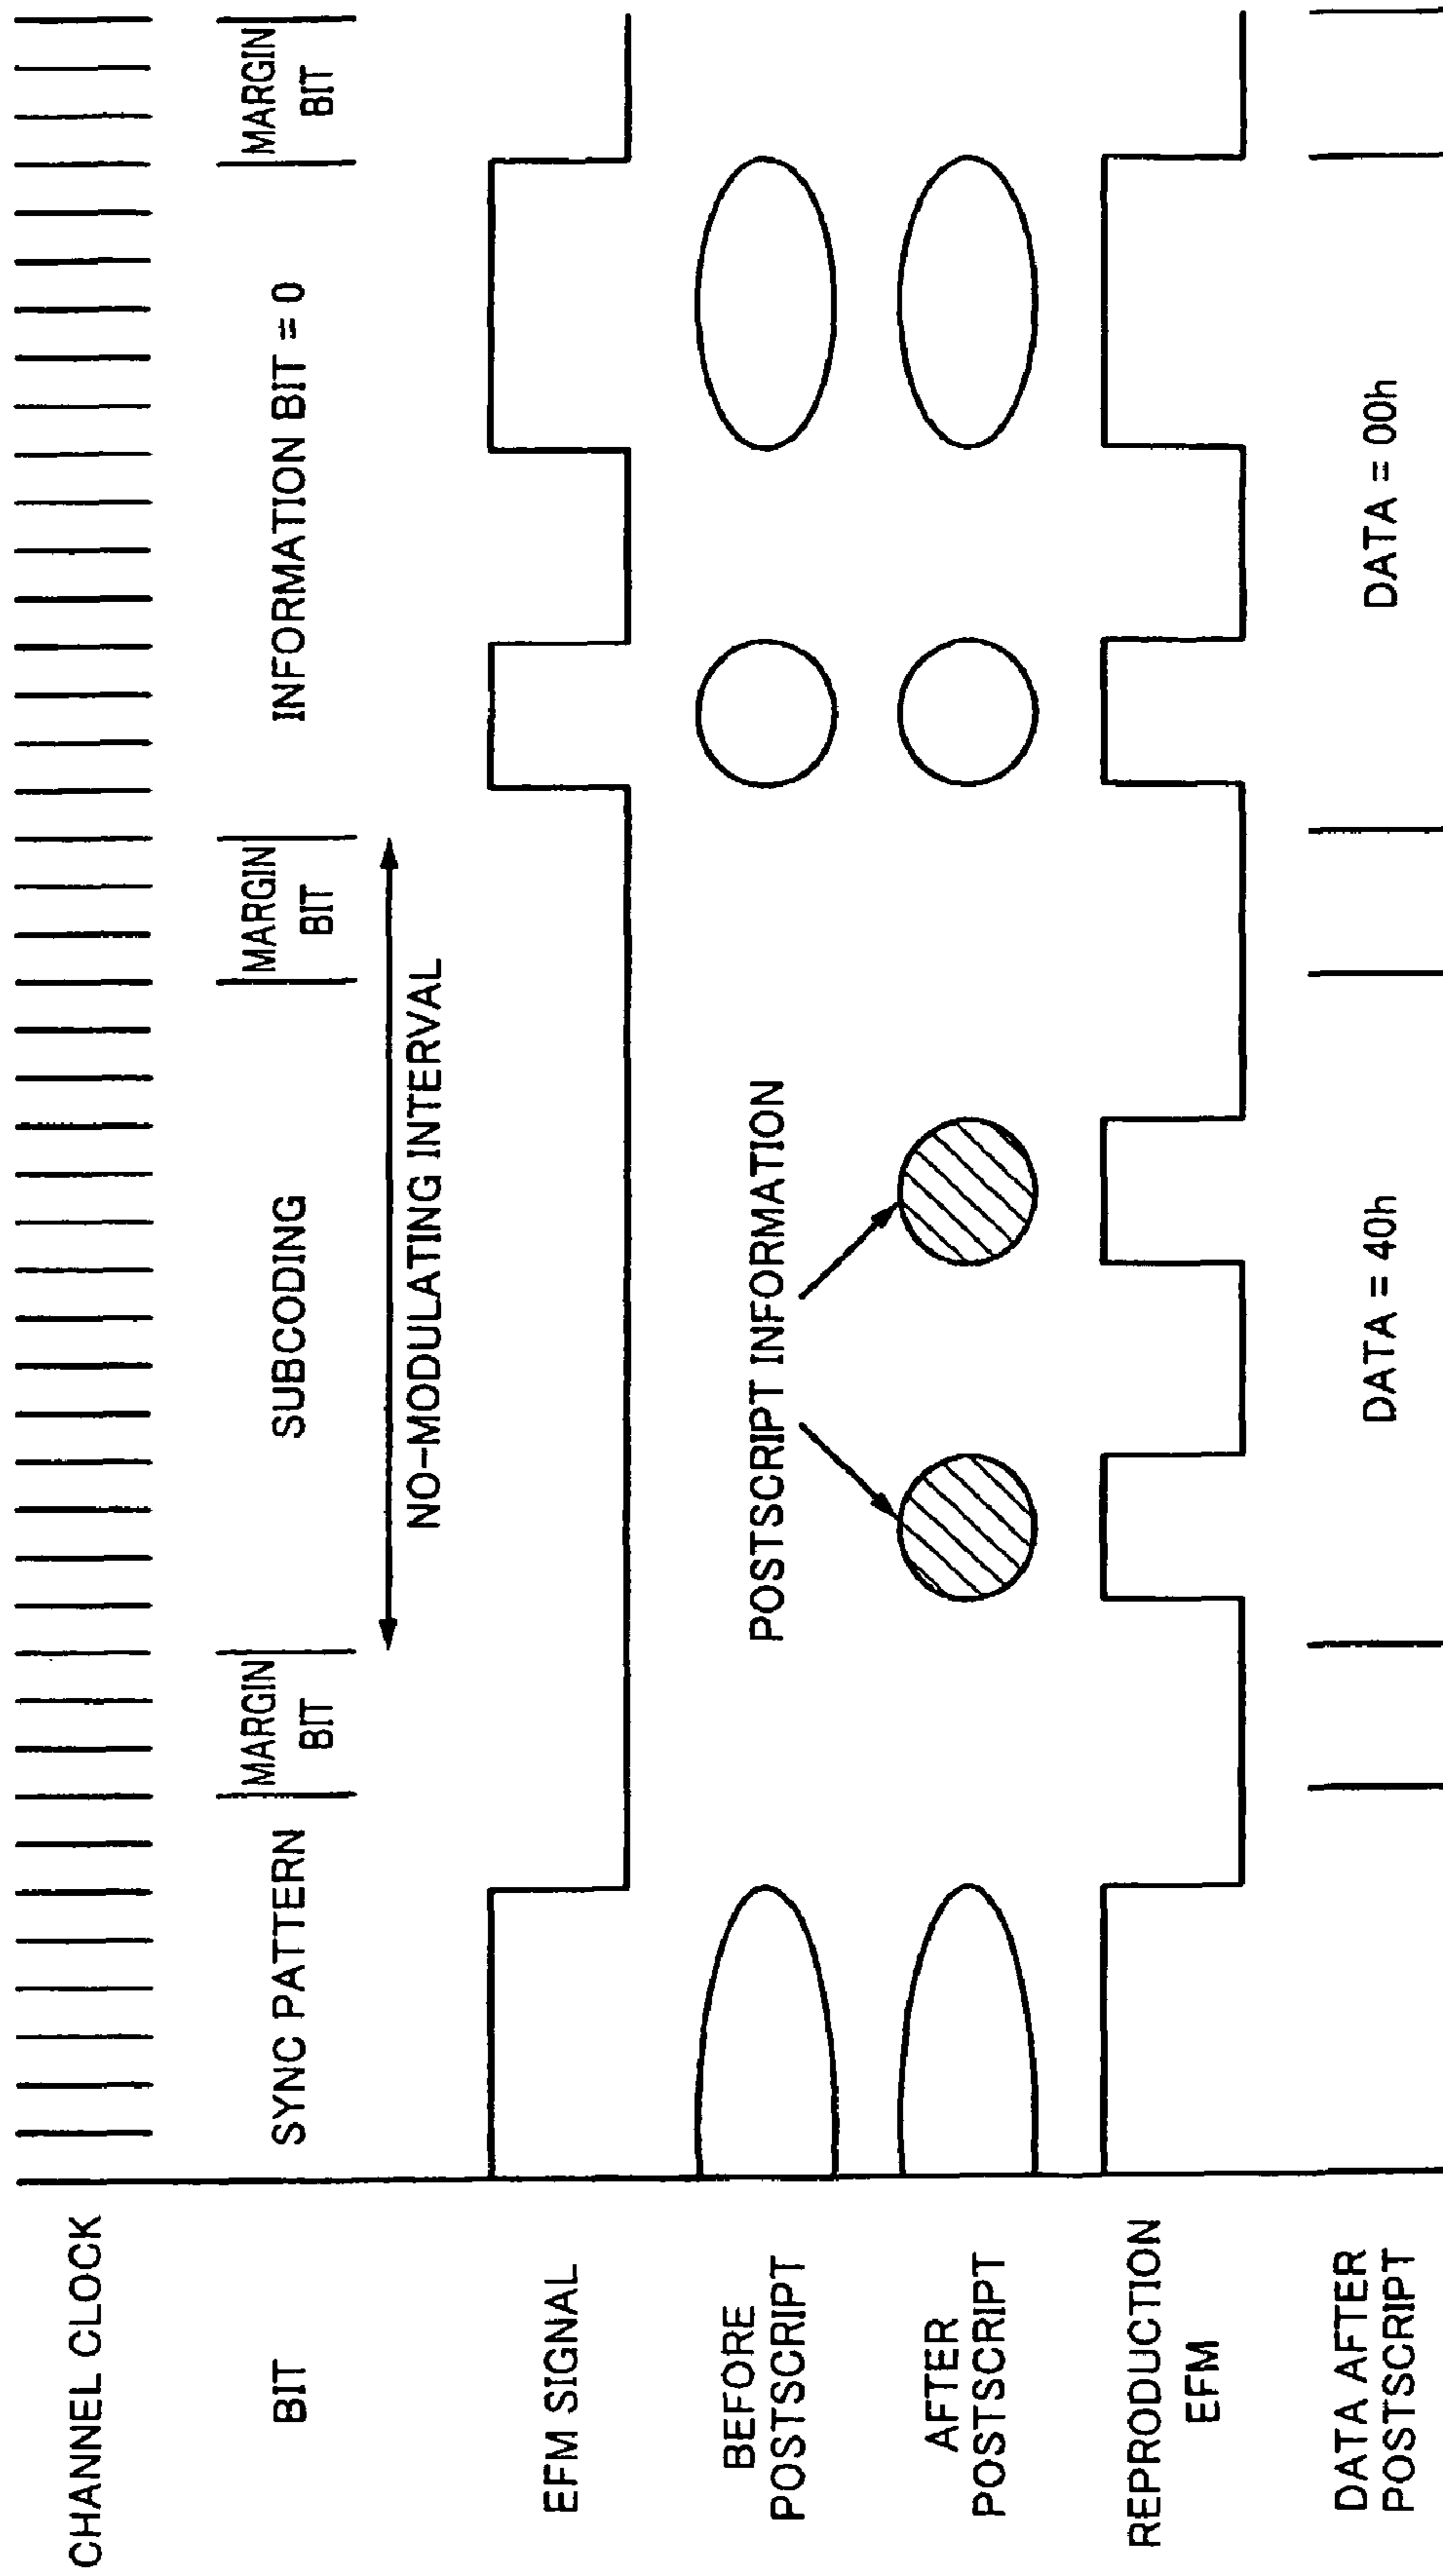 CHANNEL CLOCK
BIT
SYNC PATTERN
MARGIN
BIT
SUBCODING
MARGIN
BIT
INFORMATION BIT = 0
MARGIN
BIT
NO-MODULATING INTERVAL
EFM SIGNAL
BEFORE
POSTSCRIPT
POSTSCRIPT INFORMATION
AFTER
POSTSCRIPT
REPRODUCTION
EFM
DATA AFTER
POSTSCRIPT
DATA = 40h
DATA = 00h